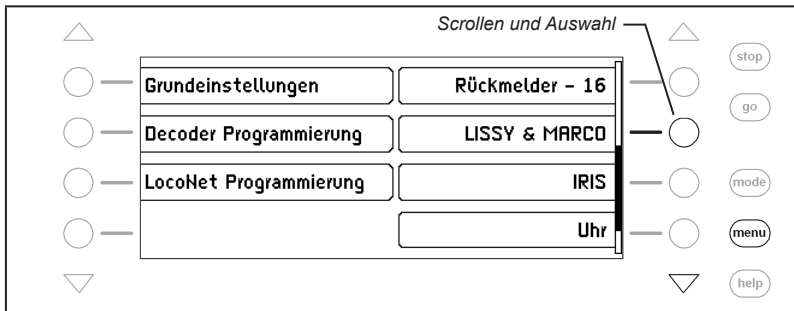 Scrollen und Auswahl
stop
Grundeinstellungen
Rückmelder - 16
go
Decoder Programmierung
LISSY & MARCO
LocoNet Programmierung
IRIS
mode
Uhr
menu
help